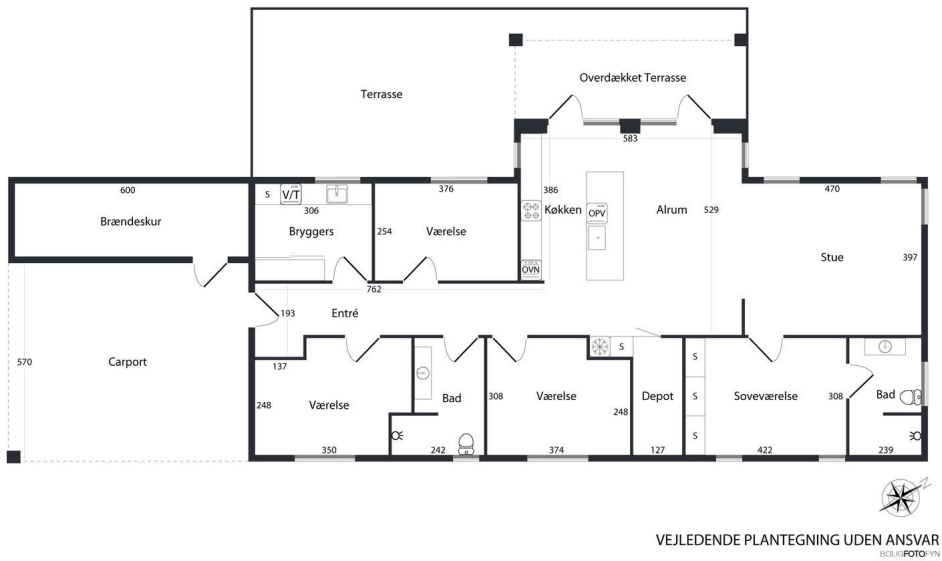 Overdækket Terrasse
Terrasse
583
600
376
470
S
V/T
306
386
Brændeskur
Bryggers
254
Værelse
Køkken
OPV
Alrum
529
Stue
397
OVN
762
193
Entré
570
Carport
137
S
S
248
Værelse
Bad
308
Værelse
248
Depot
S
Soveværelse
308
Bad
S
350
242
374
127
422
239
N
VEJLEDENDE PLANTEGNING UDEN ANSVAR
BOLIGFOTOFYN